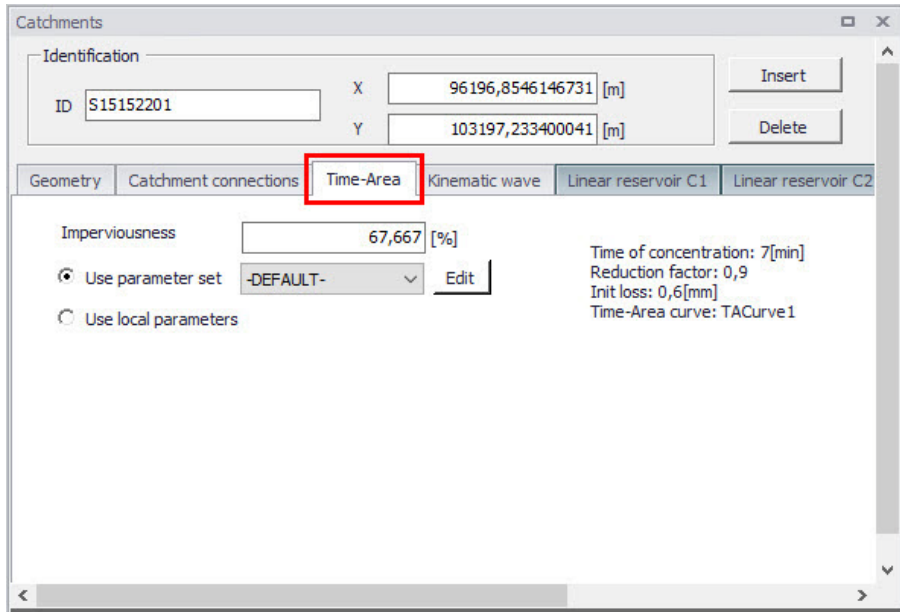 Catchments
Identification
ID S15152201
X 96196,8546146731 [m]
Y 103197,233400041 [m]
Insert
Delete
Geometry Catchment connections Time-Area Kinematic wave Linear reservoir C1 Linear reservoir C2
Imperviousness 67,667 [%]
Use parameter set -DEFAULT- Edit
Use local parameters
Time of concentration: 7[min]
Reduction factor: 0,9
Init loss: 0,6[mm]
Time-Area curve: TACurve1